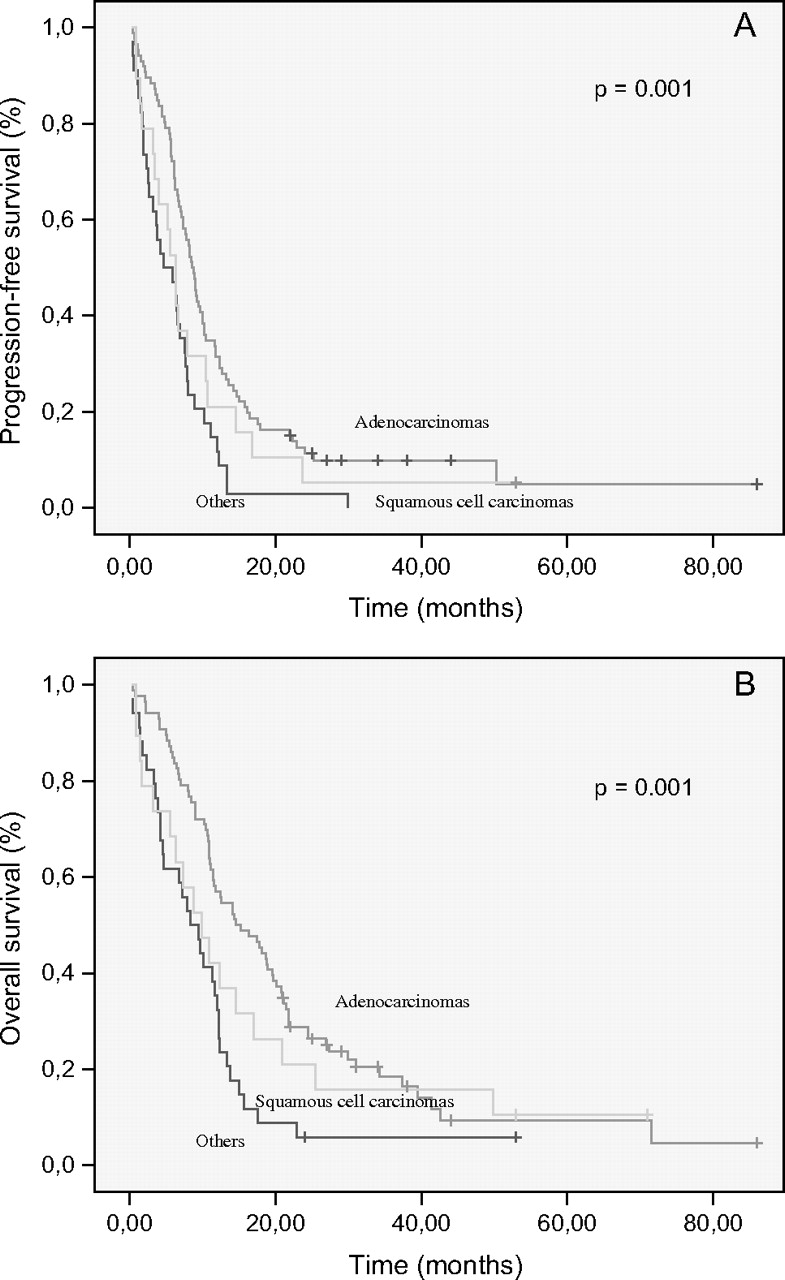 A
p = 0.001
Progression-free survival (%)
1,0
0,8
0,6
0,4
0,2
0,0
Adenocarcinomas
Others
Squamous cell carcinomas
0,00 20,00 40,00 60,00 80,00
Time (months)
B
p = 0.001
Overall survival (%)
1,0
0,8
0,6
0,4
0,2
0,0
Adenocarcinomas
Squamous cell carcinomas
Others
0,00 20,00 40,00 60,00 80,00
Time (months)